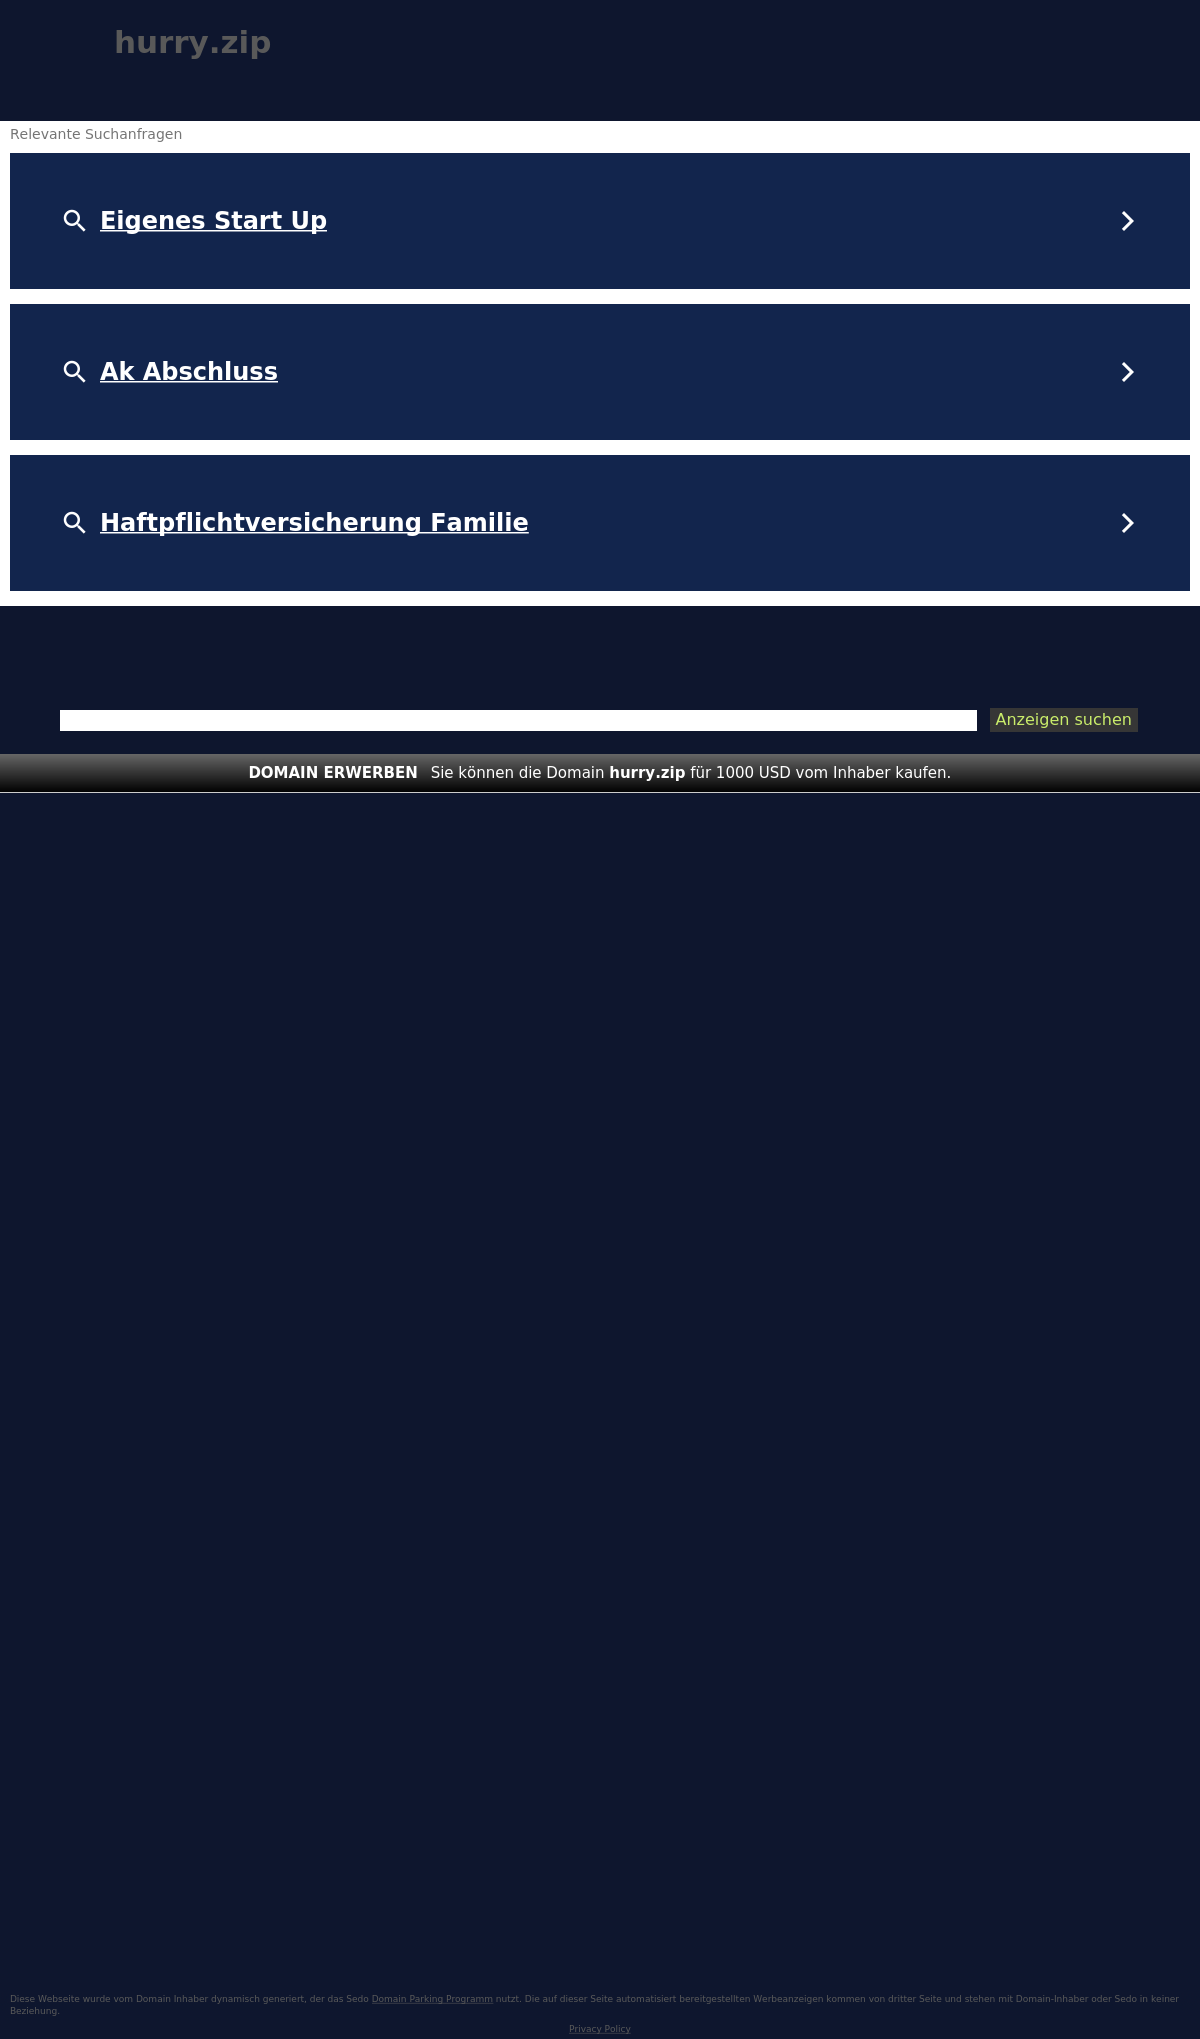 hurry.zip
Relevante Suchanfragen
Eigenes Start Up
Ak Abschluss
Haftpflichtversicherung Familie
Anzeigen suchen
DOMAIN ERWERBEN Sie können die Domain hurry.zip für 1000 USD vom Inhaber kaufen.
Diese Webseite wurde vom Domain Inhaber dynamisch generiert, der das Sedo Domain Parking Programm nutzt. Die auf dieser Seite automatisiert bereitgestellten Werbeanzeigen kommen von dritter Seite und stehen mit Domain-Inhaber oder Sedo in keiner
Beziehung.
Privacy Policy